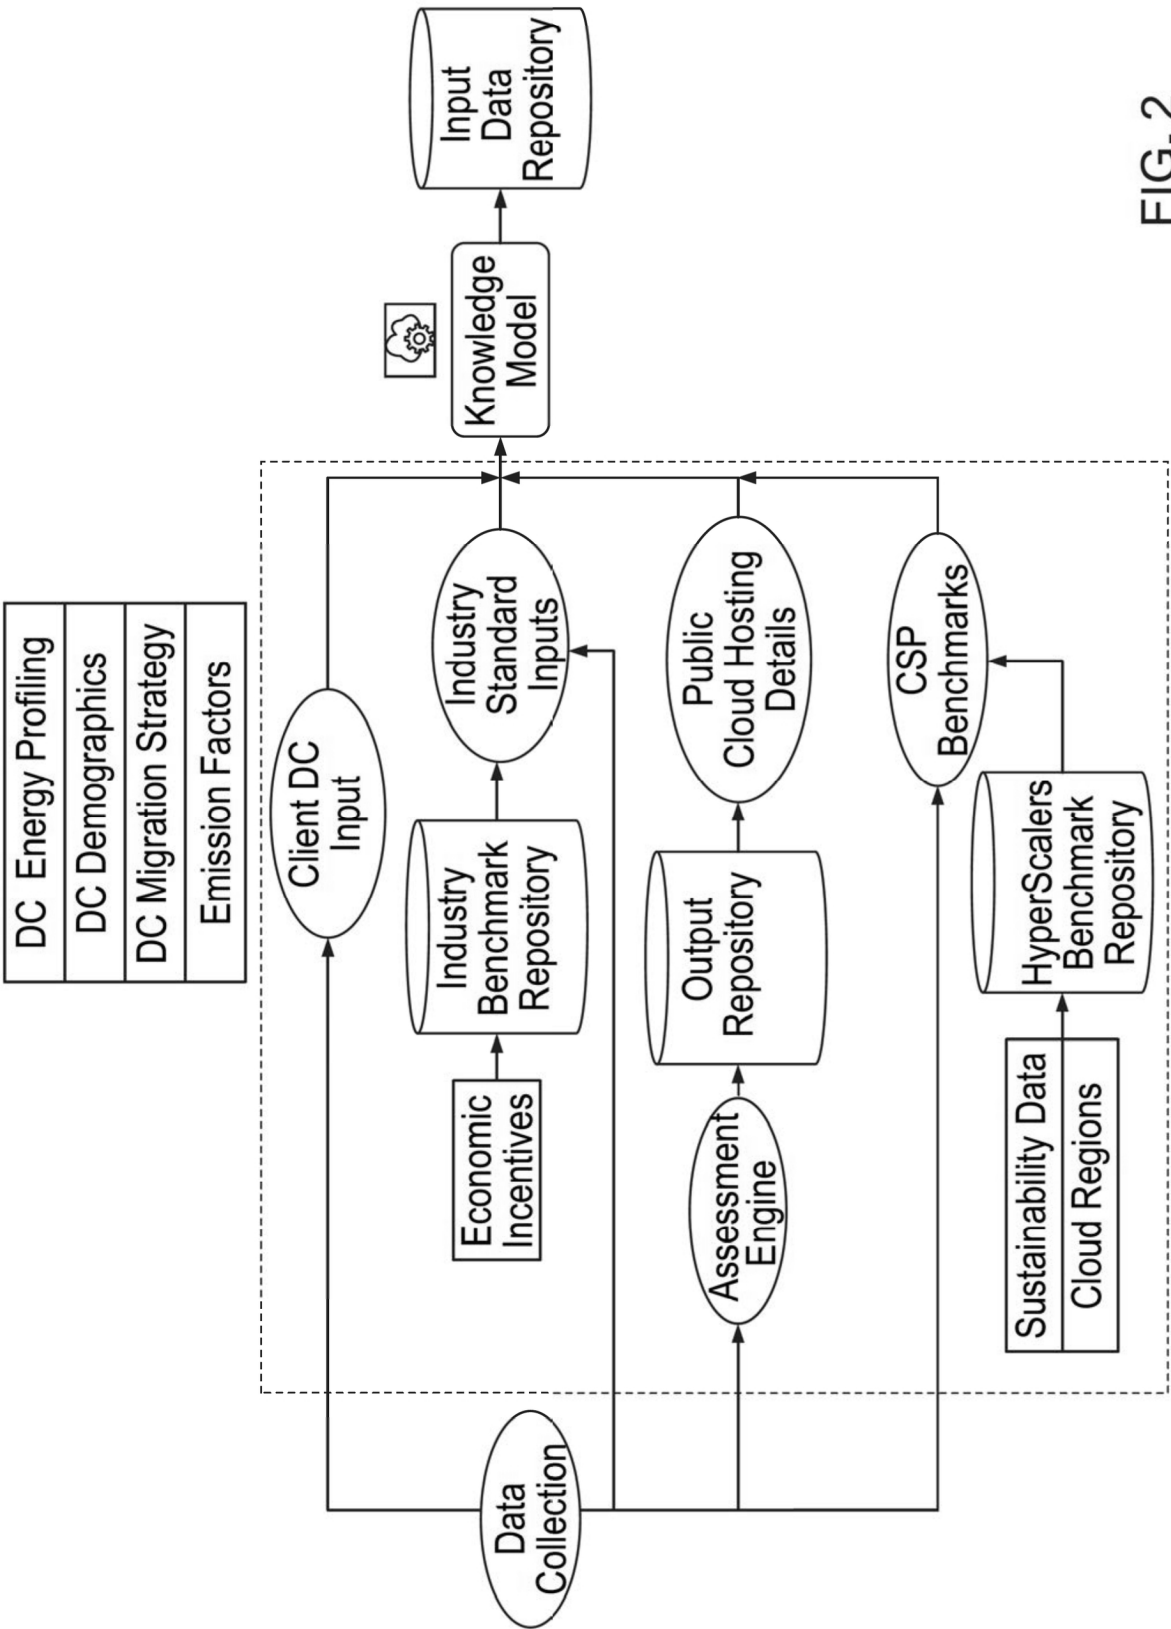 DC  Energy Profiling
DC Demographics
DC Migration Strategy
Emission Factors
Data
Collection
Client DC
Input
Economic
Incentives
Industry
Benchmark
Repository
Industry
Standard
Inputs
Assessment
Engine
Output
Repository
Public
Cloud Hosting
Details
Sustainability Data
Cloud Regions
HyperScalers
Benchmark
Repository
CSP
Benchmarks
Knowledge
Model
Input
Data
Repository
FIG. 2